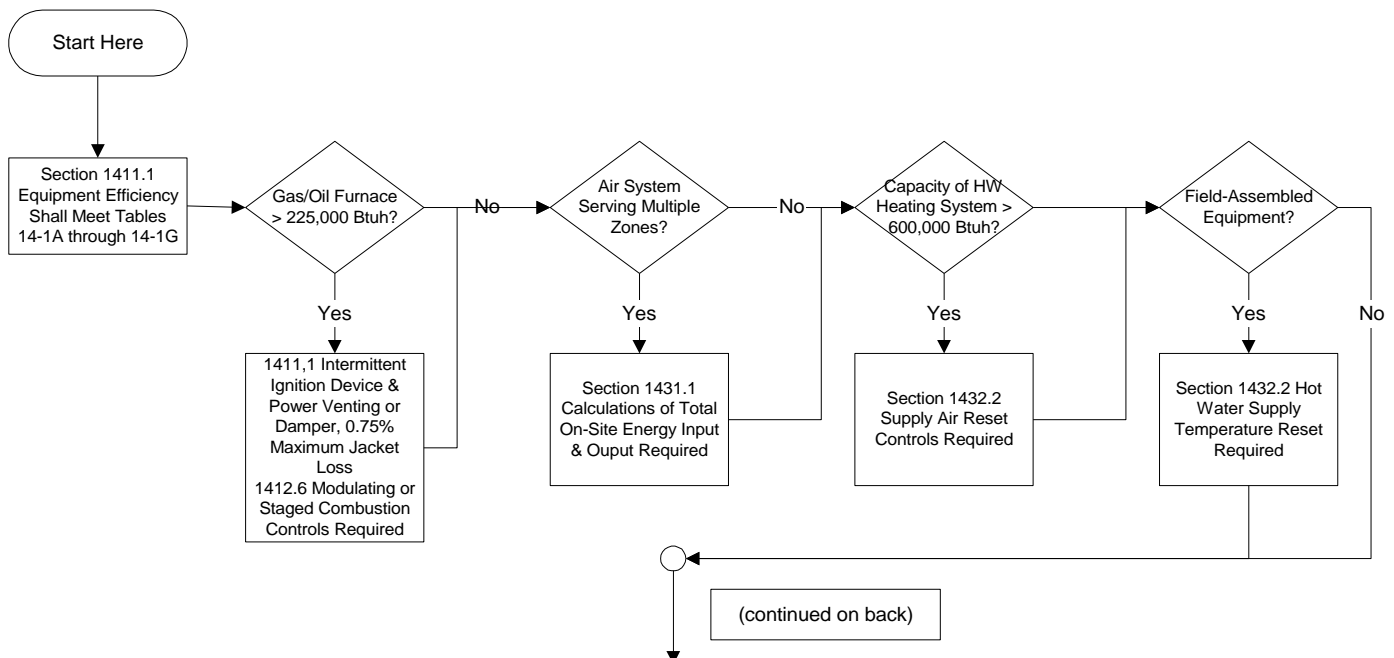 Start Here
Section 1411.1
Equipment Efficiency
Shall Meet Tables
14-1A through 14-1G
Gas/Oil Furnace
> 225,000 Btuh?
No
Yes
1411,1 Intermittent
Ignition Device &
Power Venting or
Damper, 0.75%
Maximum Jacket
Loss
1412.6 Modulating or
Staged Combustion
Controls Required
Air System
Serving Multiple
Zones?
No
Yes
Section 1431.1
Calculations of Total
On-Site Energy Input
& Ouput Required
Capacity of HW
Heating System >
600,000 Btuh?
Yes
Section 1432.2
Supply Air Reset
Controls Required
Field-Assembled
Equipment?
Yes
No
Section 1432.2 Hot
Water Supply
Temperature Reset
Required
(continued on back)